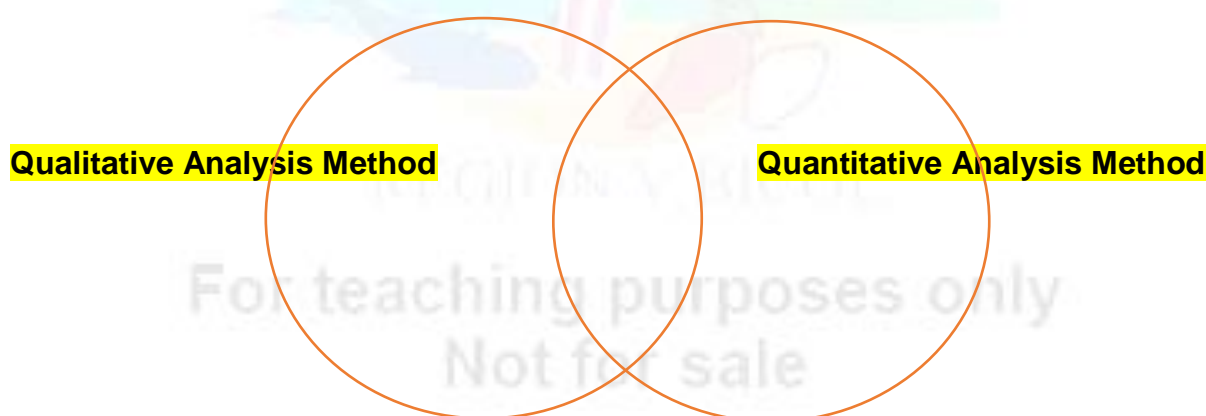 Qualitative Analysis Method
Quantitative Analysis Method
For teaching purposes only
Not for sale